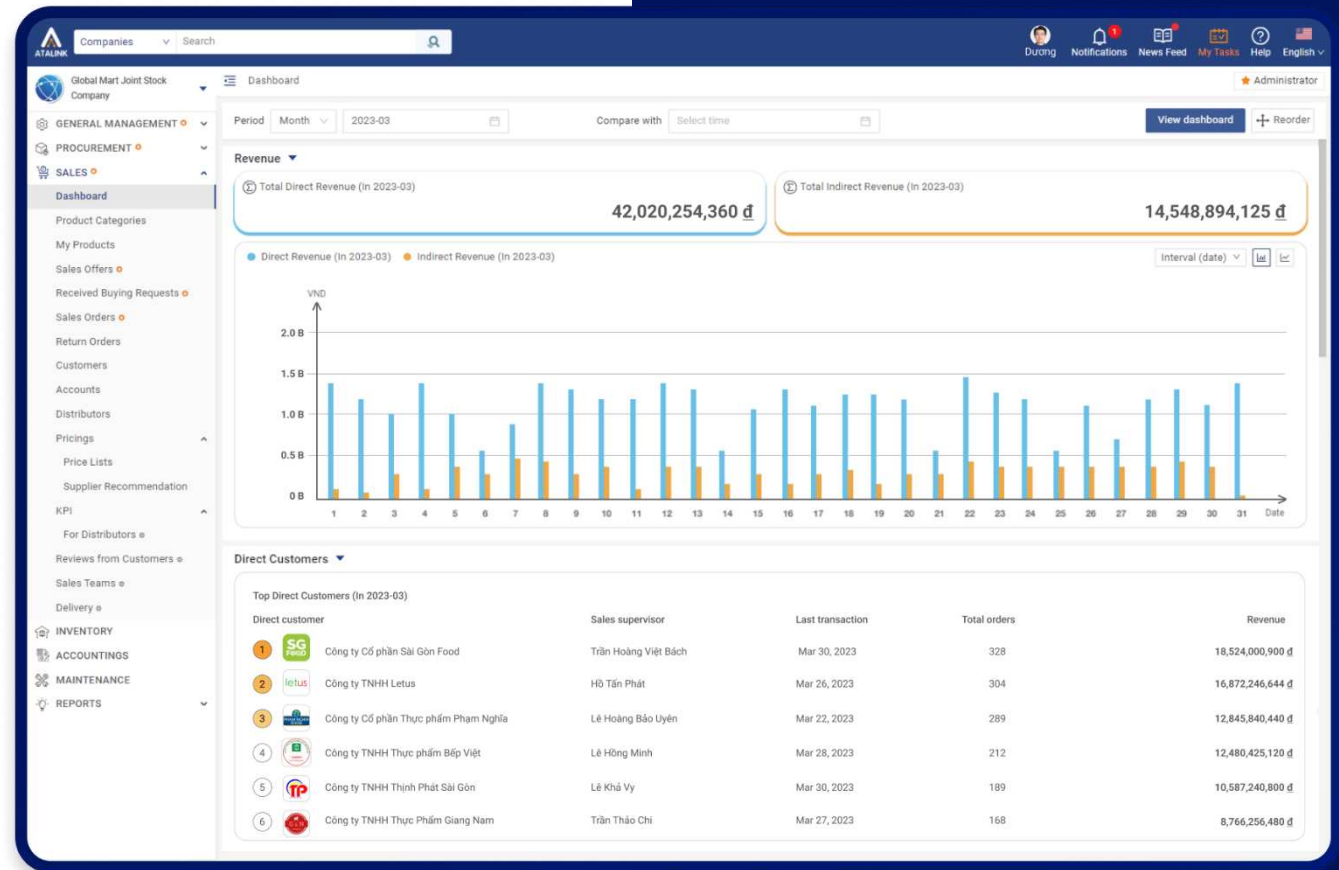 ATALINK
Companies
Search
Dương
1
Notifications
News Feed
My Tasks
Help
English
Global Mart Joint Stock
Company
Dashboard
Administrator
GENERAL MANAGEMENT
PROCUREMENT
SALES
Dashboard
Product Categories
My Products
Sales Offers
Received Buying Requests
Sales Orders
Return Orders
Customers
Accounts
Distributors
Pricings
Price Lists
Supplier Recommendation
KPI
For Distributors
Reviews from Customers
Sales Teams
Delivery
INVENTORY
ACCOUNTINGS
MAINTENANCE
REPORTS
Period Month 2023-03 Compare with Select time View dashboard Reorder
Revenue
Total Direct Revenue (In 2023-03)
42,020,254,360 đ
Total Indirect Revenue (In 2023-03)
14,548,894,125 đ
Direct Revenue (In 2023-03) Indirect Revenue (In 2023-03) Interval (date)
VND
2.0 B
1.5 B
1.0 B
0.5 B
0 B
1 2 3 4 5 6 7 8 9 10 11 12 13 14 15 16 17 18 19 20 21 22 23 24 25 26 27 28 29 30 31 Date
Direct Customers
Top Direct Customers (In 2023-03)
Direct customer Sales supervisor Last transaction Total orders Revenue
1 SG FOOD Công ty Cổ phần Sài Gòn Food Trần Hoàng Việt Bách Mar 30, 2023 328 18,524,000,900 đ
2 letus Công ty TNHH Letus Hồ Tấn Phát Mar 26, 2023 304 16,872,246,644 đ
3 Công ty Cổ phần Thực phẩm Phạm Nghĩa Lê Hoàng Bảo Uyên Mar 22, 2023 289 12,845,840,440 đ
4 Công ty TNHH Thực phẩm Bếp Việt Lê Hồng Minh Mar 28, 2023 212 12,480,425,120 đ
5 TP Công ty TNHH Thịnh Phát Sài Gòn Lê Khả Vy Mar 30, 2023 189 10,587,240,800 đ
6 Công ty TNHH Thực Phẩm Giang Nam Trần Thảo Chi Mar 27, 2023 168 8,766,256,480 đ